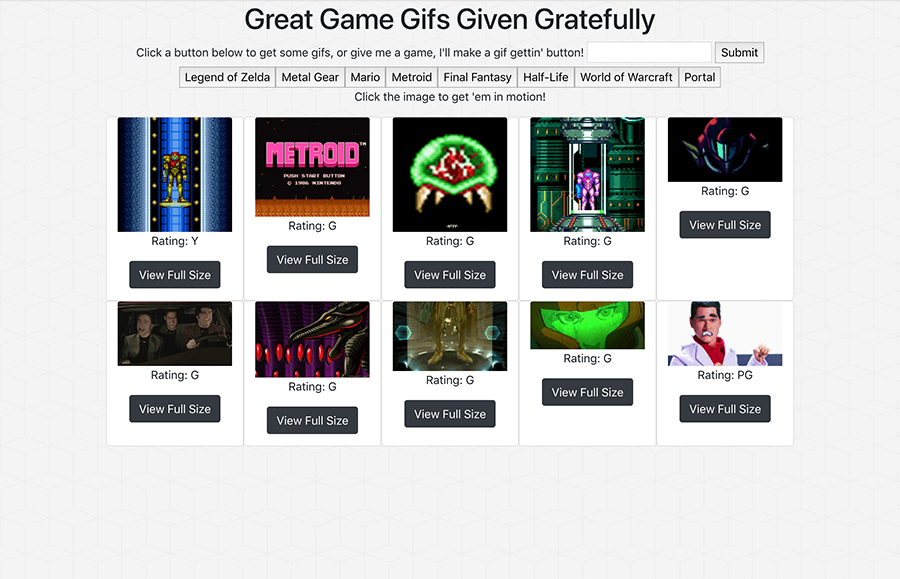 Great Game Gifs Given Gratefully
Click a button below to get some gifs, or give me a game, I'll make a gif gettin' button! Submit
Legend of Zelda Metal Gear Mario Metroid Final Fantasy Half-Life World of Warcraft Portal
Click the image to get 'em in motion!
METROID™
PUSH START BUTTON
© 1986 NINTENDO
Rating: Y
Rating: G
Rating: G
Rating: G
Rating: G
View Full Size
View Full Size
View Full Size
View Full Size
View Full Size
Rating: G
Rating: G
Rating: G
Rating: G
Rating: PG
View Full Size
View Full Size
View Full Size
View Full Size
View Full Size